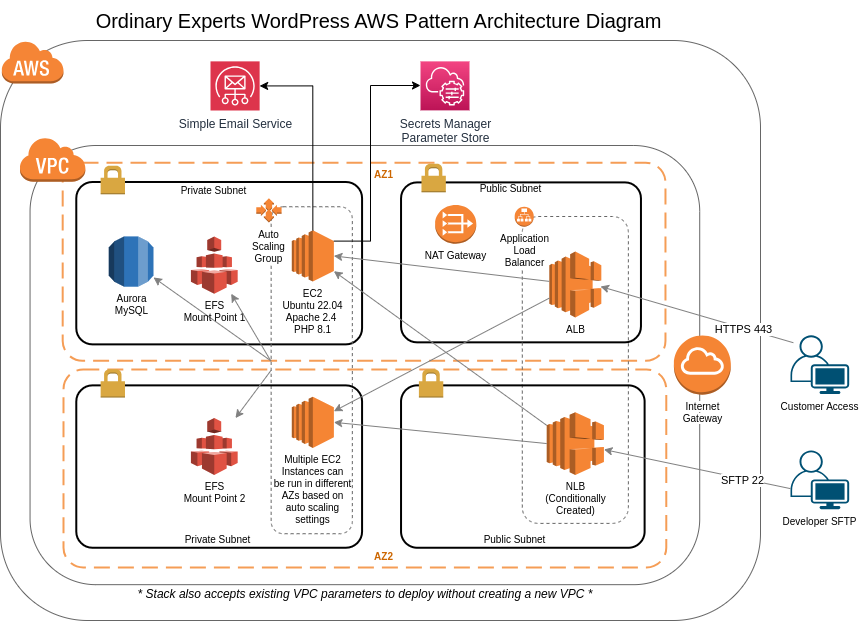 Ordinary Experts WordPress AWS Pattern Architecture Diagram
AWS
Simple Email Service
Secrets Manager
Parameter Store
VPC
AZ1
Private Subnet
Public Subnet
Auto
Scaling
Group
NAT Gateway
Application
Load
Balancer
Aurora
MySQL
EFS
Mount Point 1
EC2
Ubuntu 22.04
Apache 2.4
PHP 8.1
ALB
HTTPS 443
Customer Access
Internet
Gateway
EFS
Mount Point 2
Multiple EC2
Instances can
be run in different
AZs based on
auto scaling
settings
NLB
(Conditionally
Created)
SFTP 22
Developer SFTP
Private Subnet
Public Subnet
AZ2
* Stack also accepts existing VPC parameters to deploy without creating a new VPC *